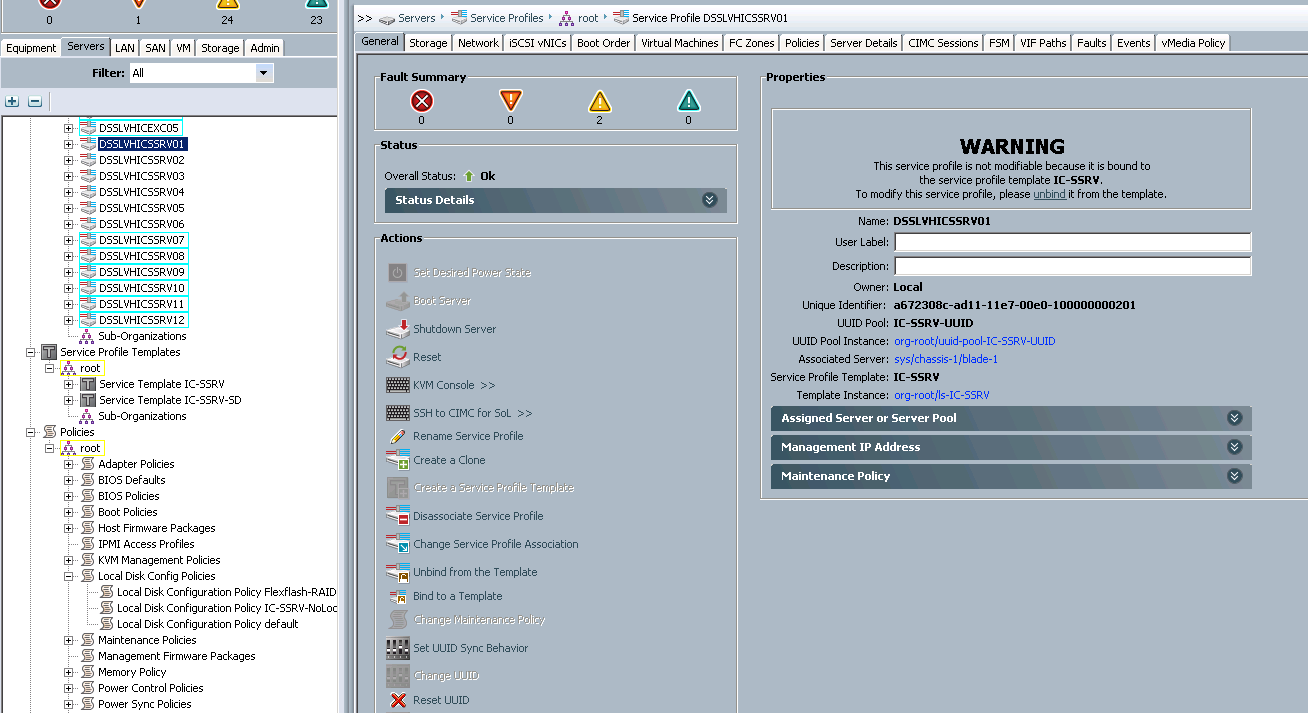 0 1 24 23
Equipment Servers LAN SAN VM Storage Admin
Filter: All
DSSLVHICEXC05
DSSLVHICSSRV01
DSSLVHICSSRV02
DSSLVHICSSRV03
DSSLVHICSSRV04
DSSLVHICSSRV05
DSSLVHICSSRV06
DSSLVHICSSRV07
DSSLVHICSSRV08
DSSLVHICSSRV09
DSSLVHICSSRV10
DSSLVHICSSRV11
DSSLVHICSSRV12
Sub-Organizations
Service Profile Templates
root
Service Template IC-SSRV
Service Template IC-SSRV-SD
Sub-Organizations
Policies
root
Adapter Policies
BIOS Defaults
BIOS Policies
Boot Policies
Host Firmware Packages
IPMI Access Profiles
KVM Management Policies
Local Disk Config Policies
Local Disk Configuration Policy Flexflash-RAID
Local Disk Configuration Policy IC-SSRV-NoLoc
Local Disk Configuration Policy default
Maintenance Policies
Management Firmware Packages
Memory Policy
Power Control Policies
Power Sync Policies
>> Servers Service Profiles root Service Profile DSSLVHICSSRV01
General Storage Network iSCSI vNICs Boot Order Virtual Machines FC Zones Policies Server Details CIMC Sessions FSM VIF Paths Faults Events vMedia Policy
Fault Summary
0 0 2 0
Status
Overall Status: Ok
Status Details
Actions
Set Desired Power State
Boot Server
Shutdown Server
Reset
KVM Console >>
SSH to CIMC for SoL >>
Rename Service Profile
Create a Clone
Create a Service Profile Template
Disassociate Service Profile
Change Service Profile Association
Unbind from the Template
Bind to a Template
Change Maintenance Policy
Set UUID Sync Behavior
Change UUID
Reset UUID
Properties
WARNING
This service profile is not modifiable because it is bound to
the service profile template IC-SSRV.
To modify this service profile, please unbind it from the template.
Name: DSSLVHICSSRV01
User Label:
Description:
Owner: Local
Unique Identifier: a672308c-ad11-11e7-00e0-100000000201
UUID Pool: IC-SSRV-UUID
UUID Pool Instance: org-root/uuid-pool-IC-SSRV-UUID
Associated Server: sys/chassis-1/blade-1
Service Profile Template: IC-SSRV
Template Instance: org-root/ls-IC-SSRV
Assigned Server or Server Pool
Management IP Address
Maintenance Policy